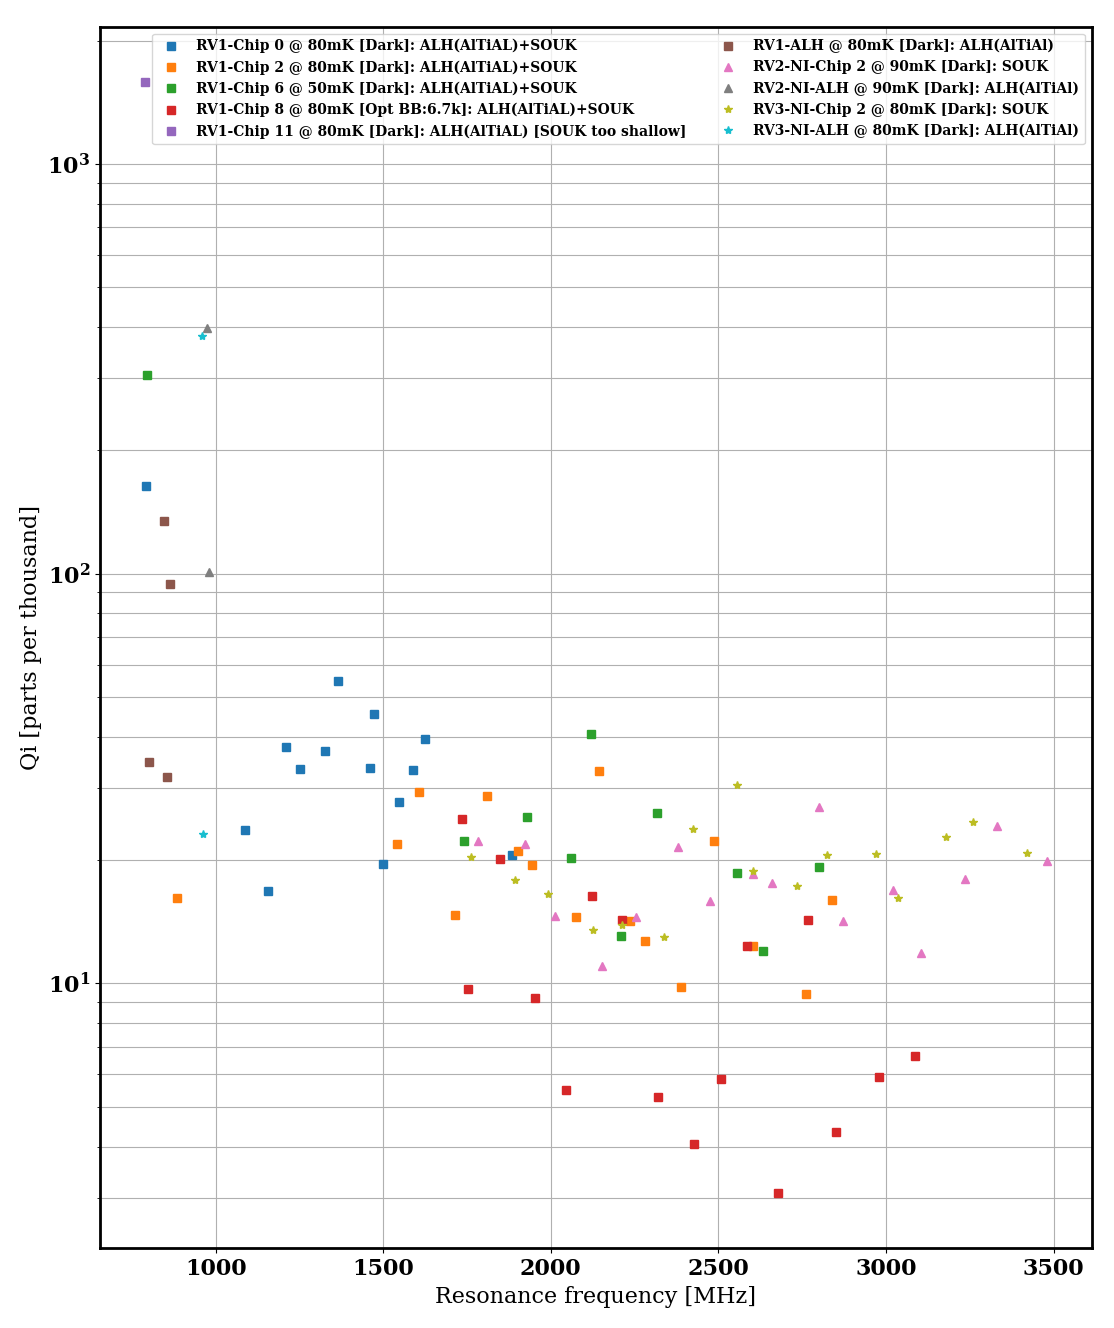 RV1-Chip 0 @ 80mK [Dark]: ALH(AlTiAL)+SOUK
RV1-Chip 2 @ 80mK [Dark]: ALH(AlTiAL)+SOUK
RV1-Chip 6 @ 50mK [Dark]: ALH(AlTiAL)+SOUK
RV1-Chip 8 @ 80mK [Opt BB:6.7k]: ALH(AlTiAL)+SOUK
RV1-Chip 11 @ 80mK [Dark]: ALH(AlTiAL) [SOUK too shallow]
RV1-ALH @ 80mK [Dark]: ALH(AlTiAl)
RV2-NI-Chip 2 @ 90mK [Dark]: SOUK
RV2-NI-ALH @ 90mK [Dark]: ALH(AlTiAL)
RV3-NI-Chip 2 @ 80mK [Dark]: SOUK
RV3-NI-ALH @ 80mK [Dark]: ALH(AlTiAL)
10³
10²
10¹
Qi [parts per thousand]
1000 1500 2000 2500 3000 3500
Resonance frequency [MHz]